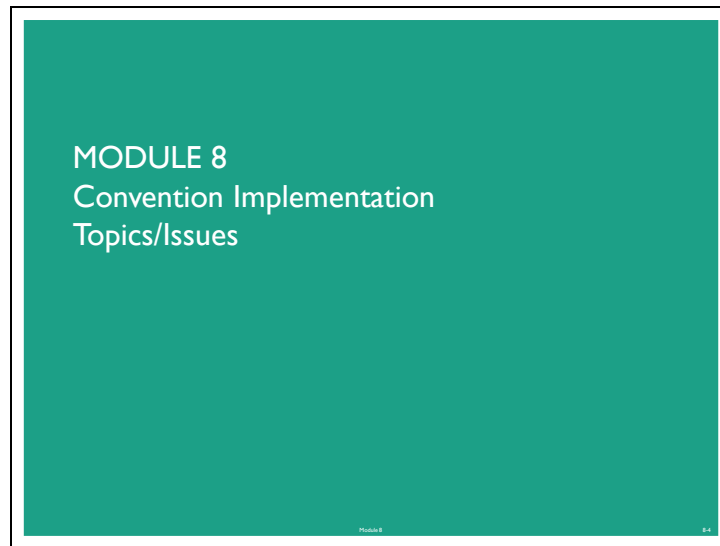 MODULE 8
Convention Implementation
Topics/Issues
Module 8
8-4